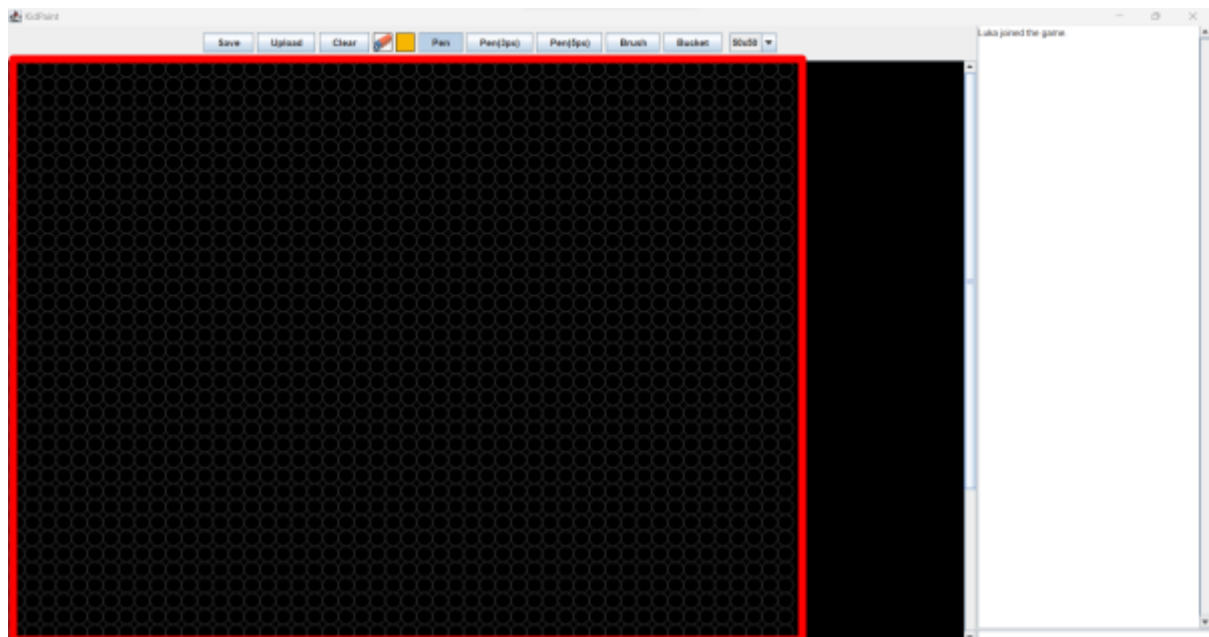 KidPaint
Save Upload Clear Pen Pen(3px) Pen(5px) Brush Bucket 50x50
Luka joined the game.